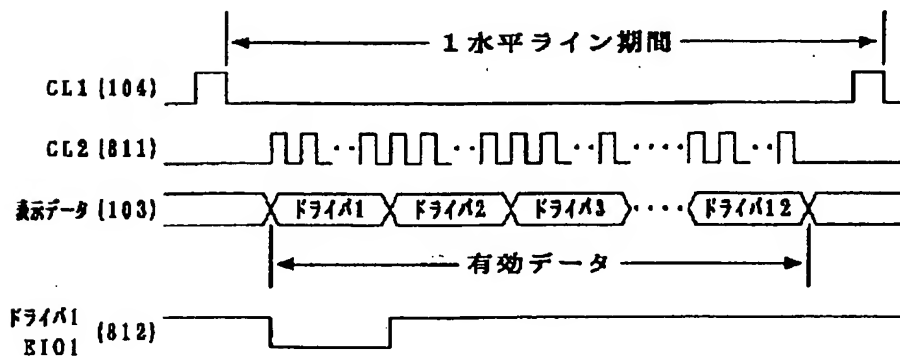 1水平ライン期間
CL1 (104)
CL2 (811)
表示データ (103)
ドライバ1
ドライバ2
ドライバ3
ドライバ12
有効データ
ドライバ1
EIO1
(812)